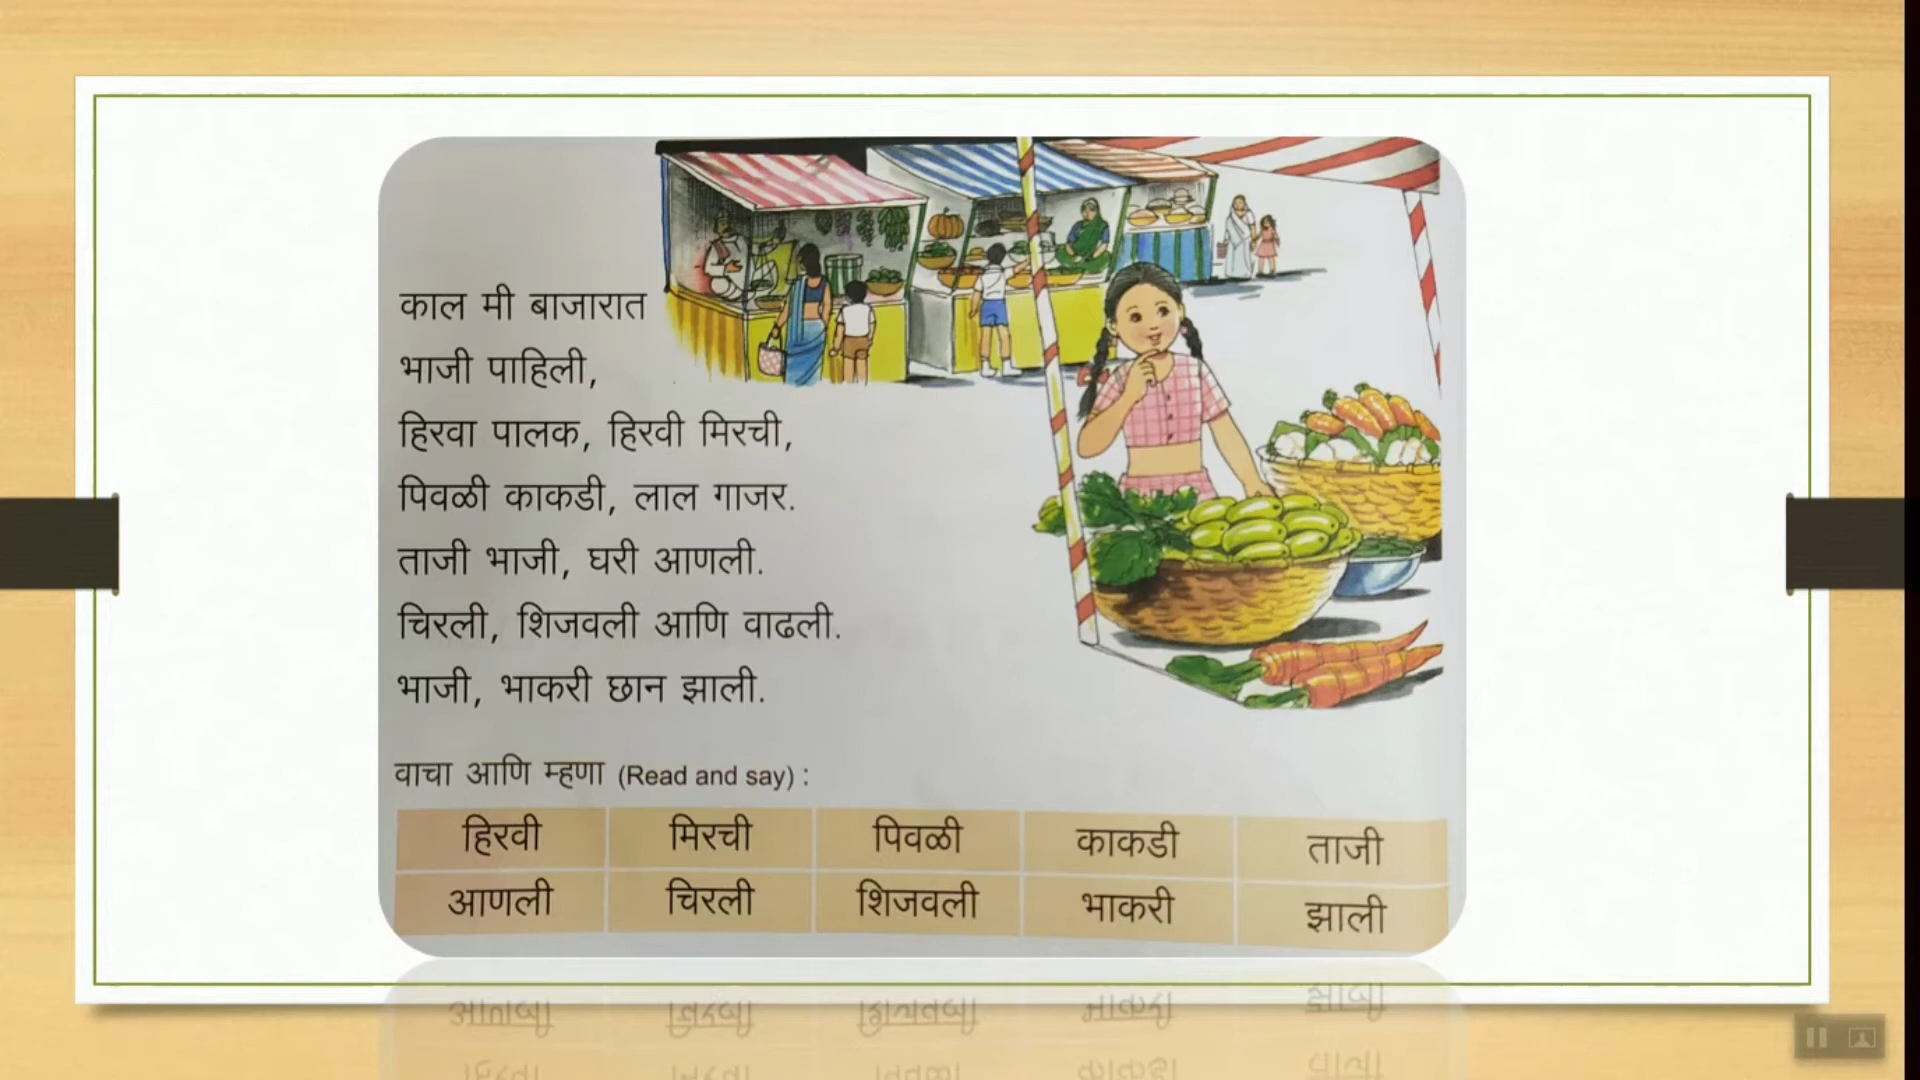 काल मी बाजारात
भाजी पाहिली,
हिरवा पालक, हिरवी मिरची,
पिवळी काकडी, लाल गाजर.
ताजी भाजी, घरी आणली.
चिरली, शिजवली आणि वाढली.
भाजी, भाकरी छान झाली.
वाचा आणि म्हणा (Read and say) :
हिरवी मिरची पिवळी काकडी ताजी
आणली चिरली शिजवली भाकरी झाली